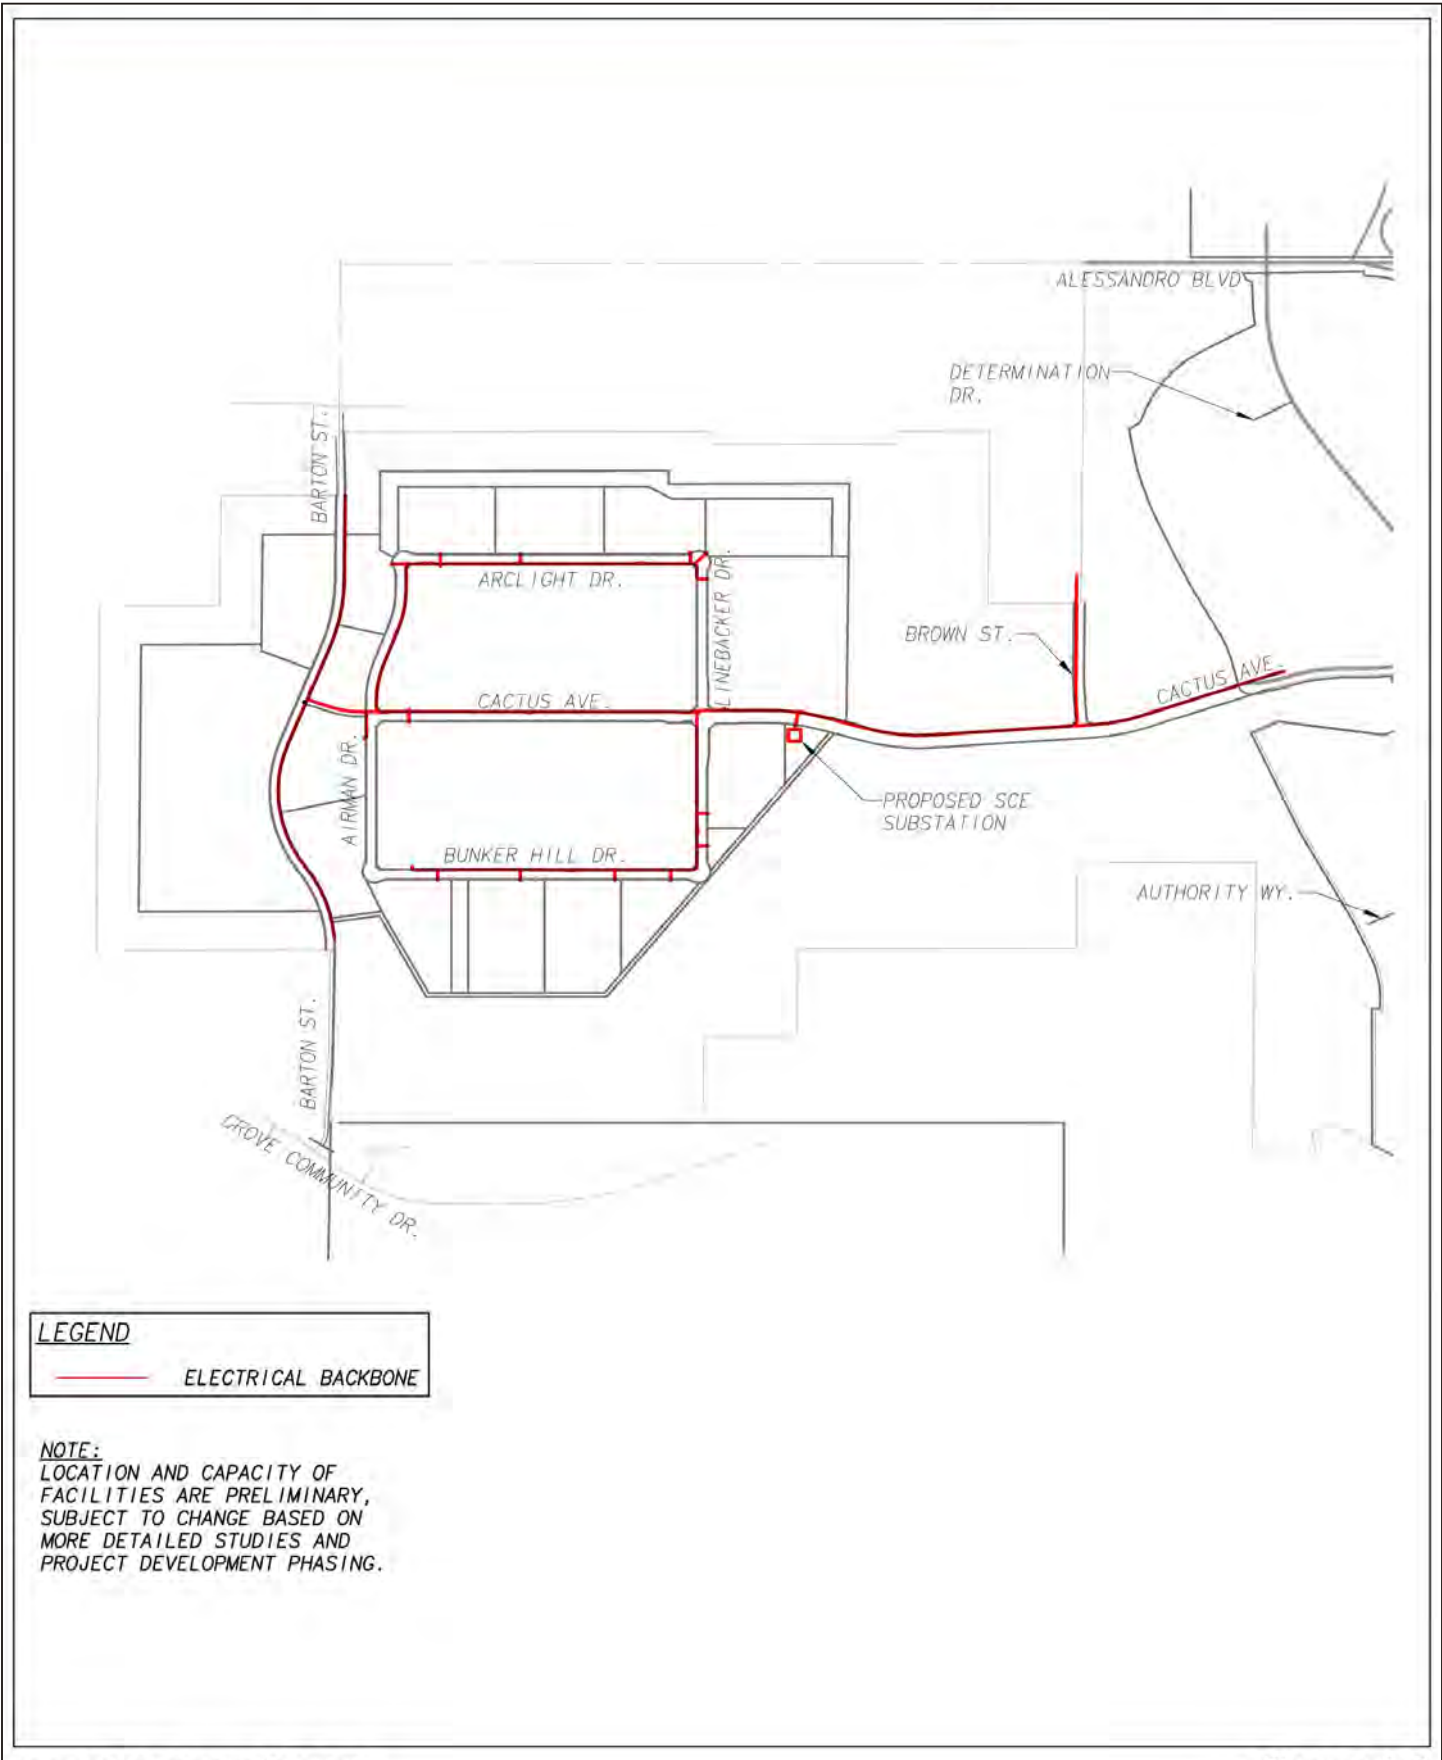 ALESSANDRO BLVD
DETERMINATION
DR.
BARTON ST.
ARCLIGHT DR.
LINEBACKER DR.
BROWN ST.
CACTUS AVE.
CACTUS AVE.
AIRMAN DR.
PROPOSED SCE
SUBSTATION
BUNKER HILL DR.
AUTHORITY WY.
BARTON ST.
GROVE COMMUNITY DR.
LEGEND
ELECTRICAL BACKBONE
NOTE:
LOCATION AND CAPACITY OF
FACILITIES ARE PRELIMINARY,
SUBJECT TO CHANGE BASED ON
MORE DETAILED STUDIES AND
PROJECT DEVELOPMENT PHASING.